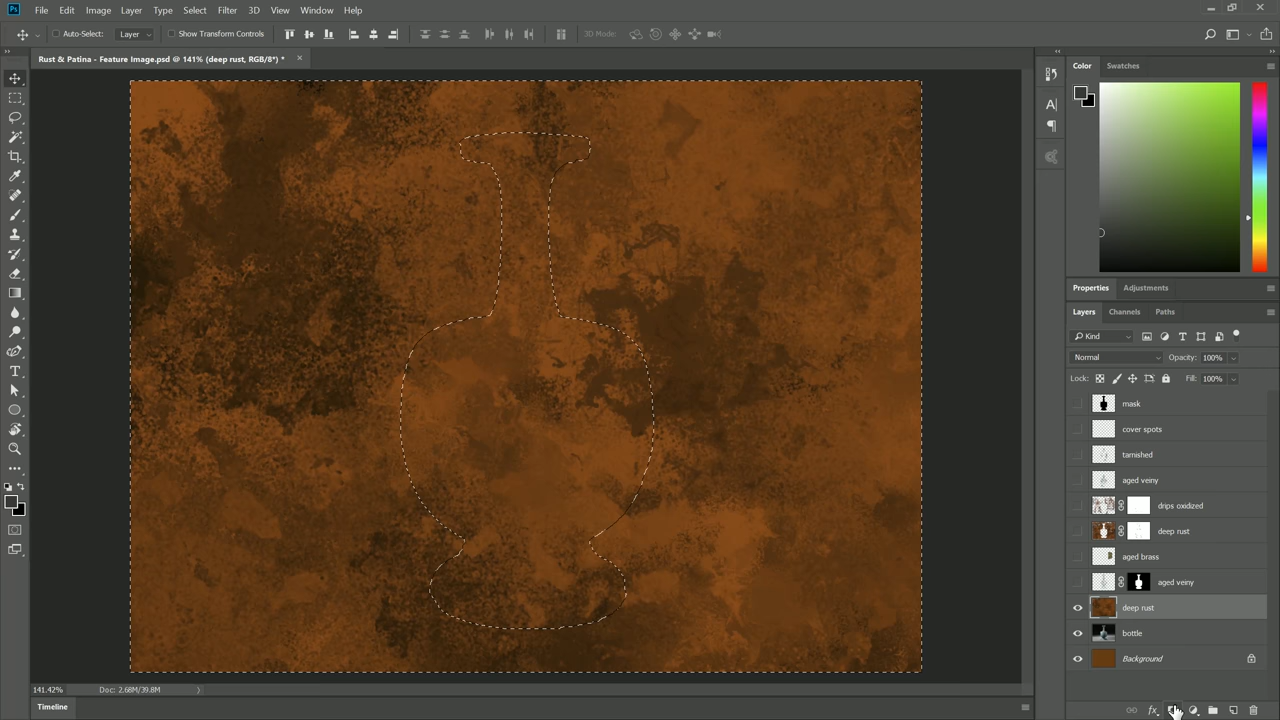 Ps File Edit Image Layer Type Select Filter 3D View Window Help
Auto-Select: Layer Show Transform Controls 3D Mode:
Rust & Patina - Feature Image.psd @ 141% (deep rust, RGB/8*) *
Color Swatches
Properties Adjustments
Layers Channels Paths
Kind
Normal Opacity: 100%
Lock: Fill: 100%
mask
cover spots
tarnished
aged veiny
drips oxidized
deep rust
aged brass
aged veiny
deep rust
bottle
Background
141.42% Doc: 2.68M/39.8M
fx
Timeline